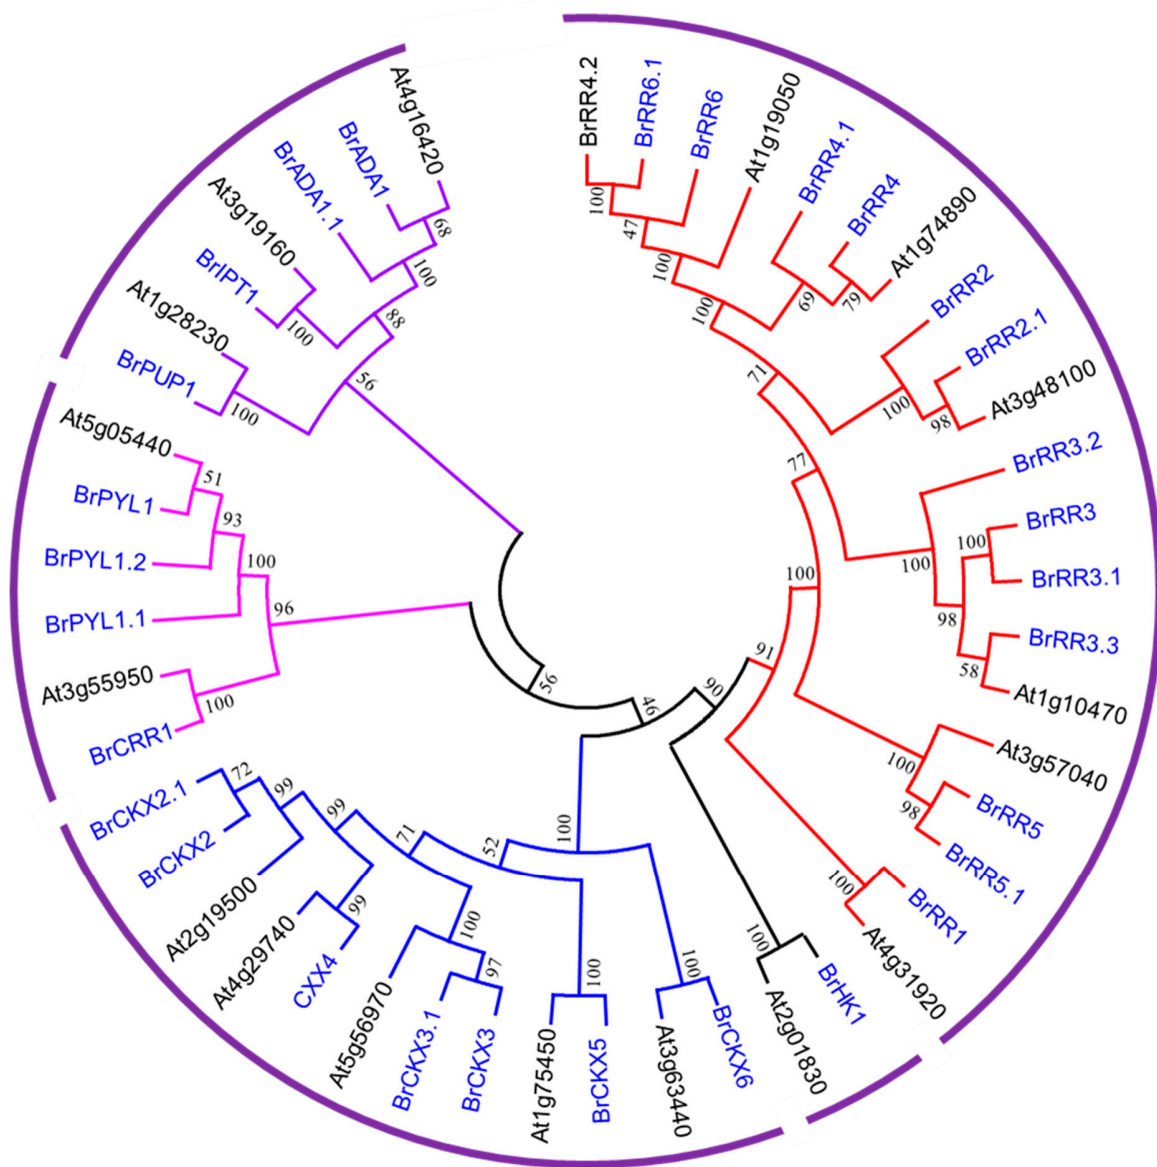 BrRR4.2
BrRR6.1
BrRR6
At1g19050
BrRR4.1
BrRR4
At1g74890
BrRR2
BrRR2.1
At3g48100
BrRR3.2
BrRR3
BrRR3.1
BrRR3.3
At1g10470
At3g57040
BrRR5
BrRR5.1
BrRR1
At4g31920
BrHK1
At2g01830
BrCKX6
At3g63440
BrCKX5
At1g75450
BrCKX3
BrCKX3.1
At5g56970
CXX4
At4g29740
At2g19500
BrCKX2
BrCKX2.1
BrCRR1
At3g55950
BrPYL1.1
BrPYL1.2
BrPYL1
At5g05440
BrPUP1
At1g28230
BrIPT1
At3g19160
BrADA1.1
BrADA1
At4g16420
100
47
100
100
69
79
71
100
98
77
100
100
98
58
100
100
98
91
100
90
100
46
56
100
100
52
100
71
100
97
99
99
99
72
96
100
100
93
51
56
100
88
100
100
68